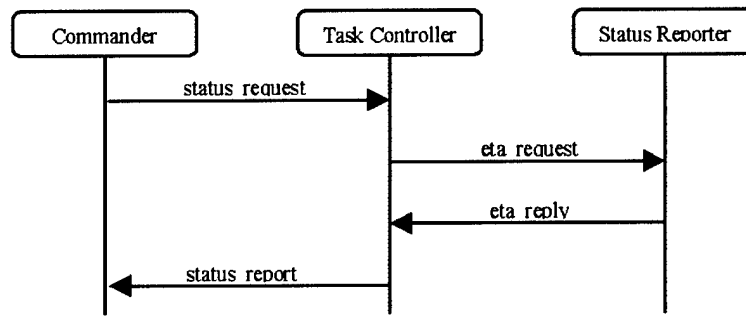 Commander
Task Controller
Status Reporter
status request
eta request
eta reply
status report